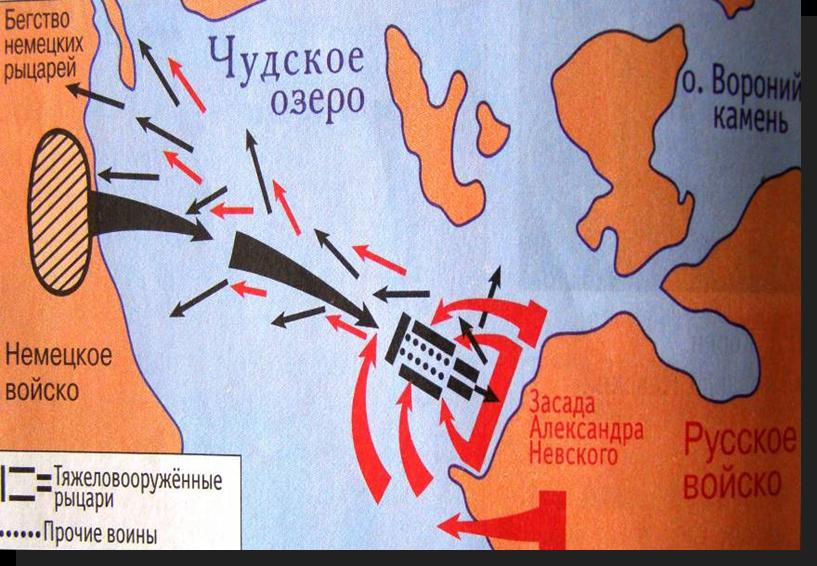 Бегство
немецких
рыцарей
Чудское
озеро
о. Вороний
камень
Немецкое
войско
Засада
Александра
Невского
Русское
войско
Тяжеловооружённые
рыцари
Прочие воины